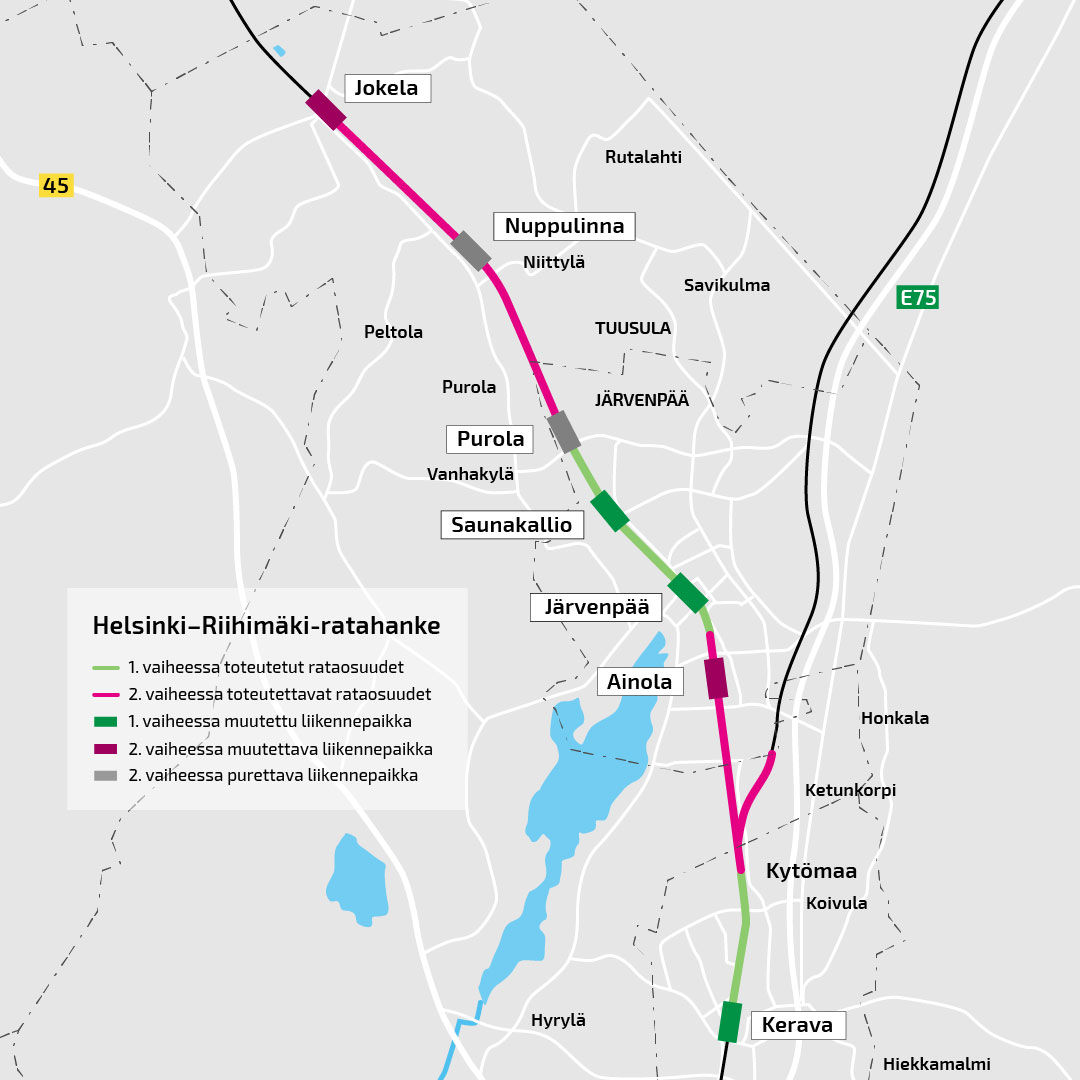 Jokela
Rutalahti
45
Nuppulinna
Niittylä
Savikulma
E75
TUUSULA
Peltola
Purola
JÄRVENPÄÄ
Purola
Vanhakylä
Saunakallio
Järvenpää
Helsinki–Riihimäki-ratahanke
1. vaiheessa toteutetut rataosuudet
2. vaiheessa toteutettavat rataosuudet
1. vaiheessa muutettu liikennepaikka
2. vaiheessa muutettava liikennepaikka
2. vaiheessa purettava liikennepaikka
Ainola
Honkala
Ketunkorpi
Kytömaa
Koivula
Hyrylä
Kerava
Hiekkamalmi